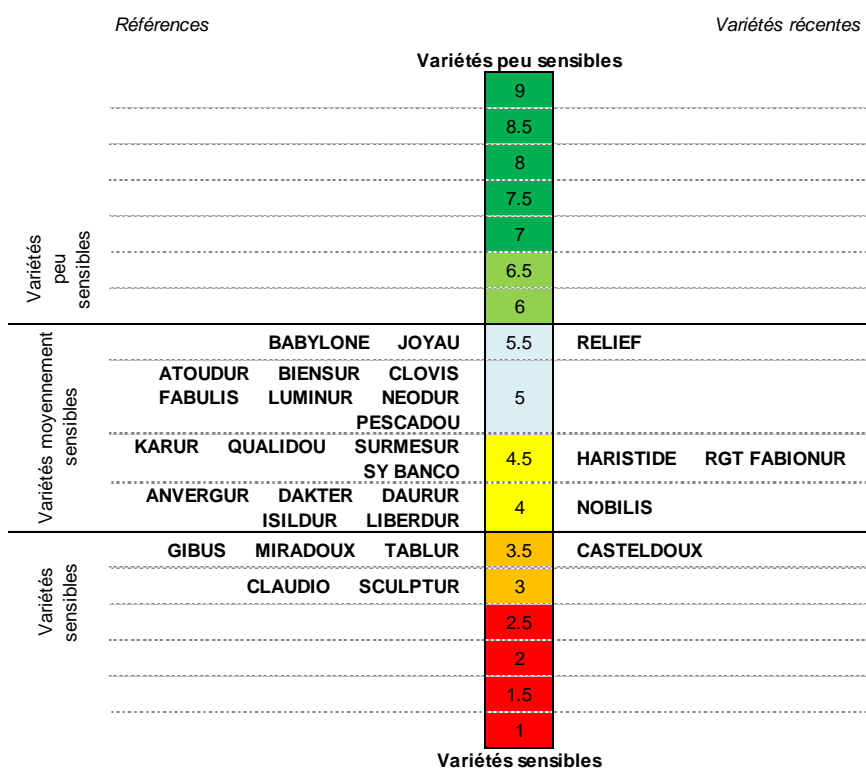 Références Variétés récentes
Variétés peu sensibles
9
8.5
8
7.5
7
6.5
6
Variétés
peu
sensibles
BABYLONE JOYAU 5.5 RELIEF
ATOUDUR BIENSUR CLOVIS
FABULIS LUMINUR NEODUR 5
PESCADOU
KARUR QUALIDOU SURMESUR
SY BANCO 4.5 HARISTIDE RGT FABIONUR
ANVERGUR DAKTER DAURUR
ISILDUR LIBERDUR 4 NOBILIS
Variétés moyennement
sensibles
GIBUS MIRADOUX TABLUR 3.5 CASTELDOUX
CLAUDIO SCULPTUR 3
2.5
2
1.5
1
Variétés
sensibles
Variétés sensibles